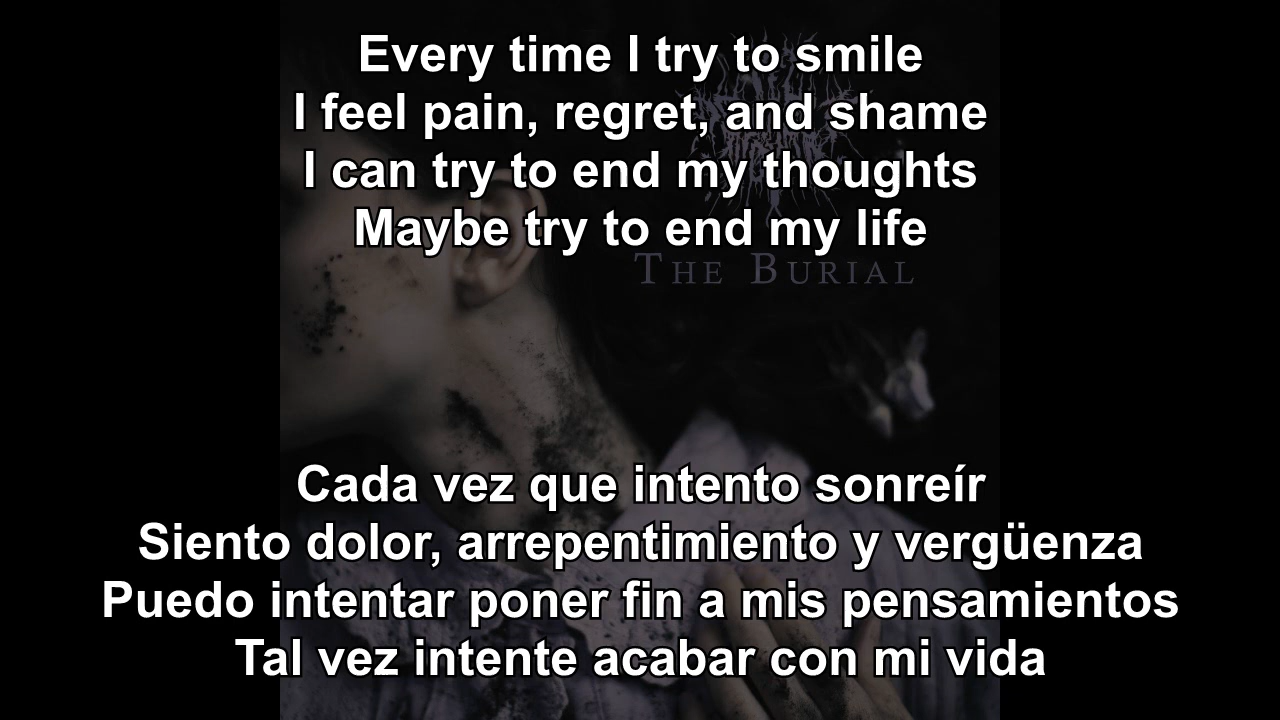 Every time I try to smile
I feel pain, regret, and shame
I can try to end my thoughts
Maybe try to end my life
THE BURIAL
Cada vez que intento sonreír
Siento dolor, arrepentimiento y vergüenza
Puedo intentar poner fin a mis pensamientos
Tal vez intente acabar con mi vida